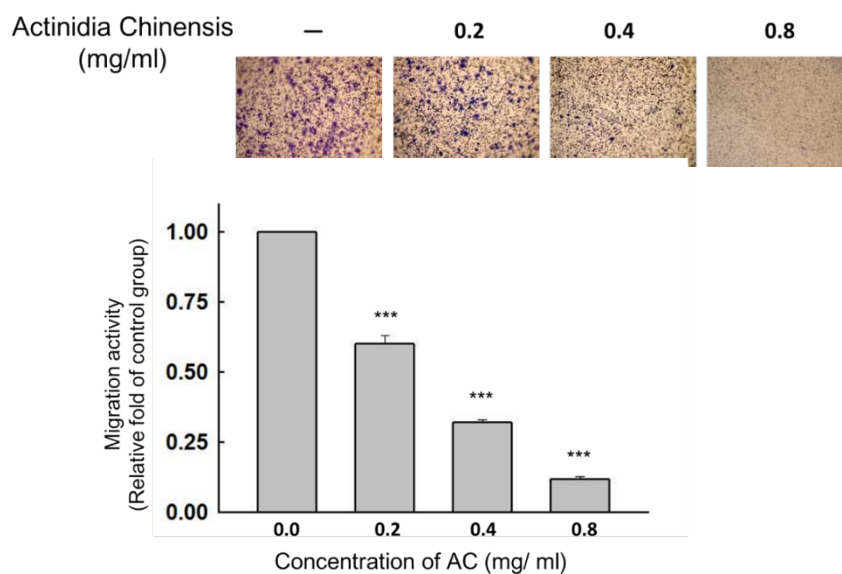 Actinidia Chinensis — 0.2 0.4 0.8
(mg/ml)
1.00
0.75
0.50
0.25
0.00
Migration activity
(Relative fold of control group)
***
***
***
0.0 0.2 0.4 0.8
Concentration of AC (mg/ ml)